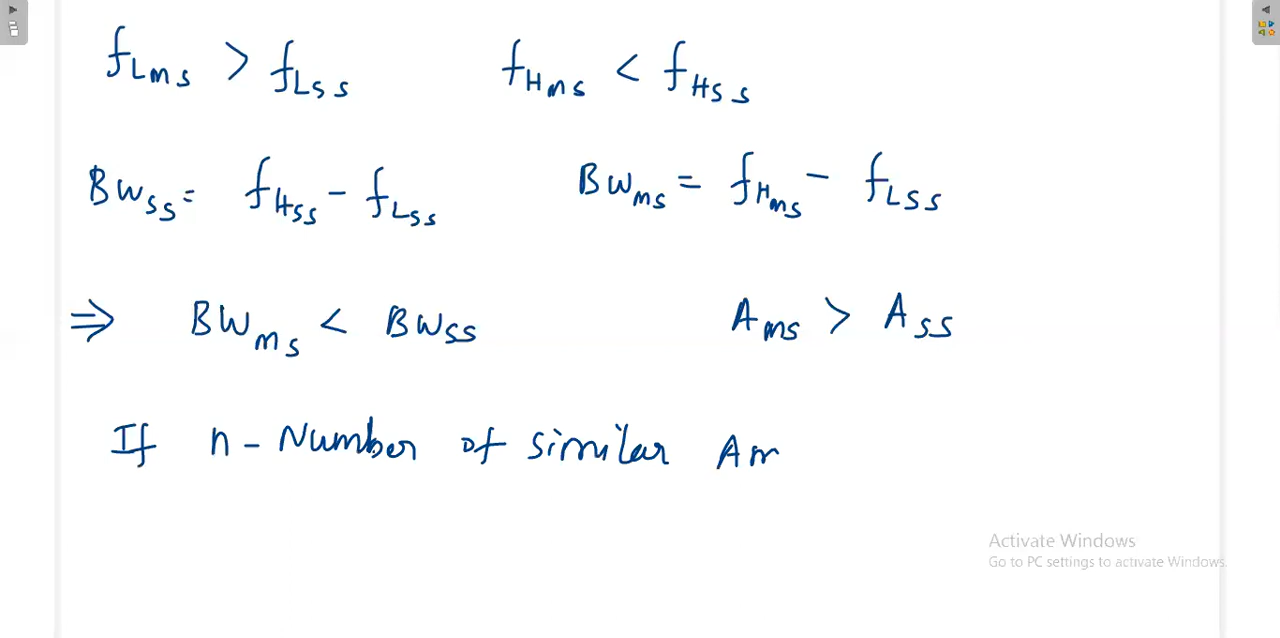 fLms > fLss fHms < fHss
BWss = fHss - fLss BWms = fHms - fLss
⇒ BWms < BWss Ams > Ass
If n - Number of similar Am
Activate Windows
Go to PC settings to activate Windows.